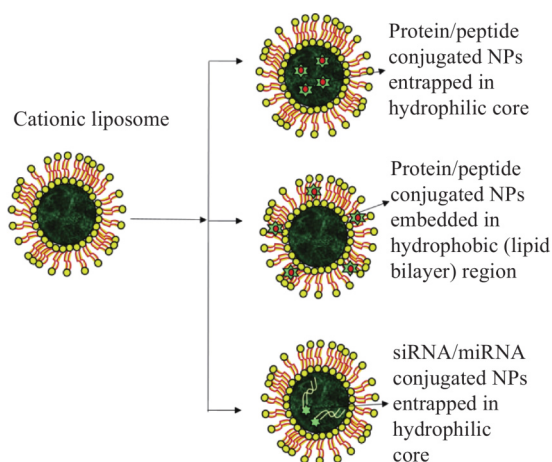 Cationic liposome
Protein/peptide
conjugated NPs
entrapped in
hydrophilic core
Protein/peptide
conjugated NPs
embedded in
hydrophobic (lipid
bilayer) region
siRNA/miRNA
conjugated NPs
entrapped in
hydrophilic
core